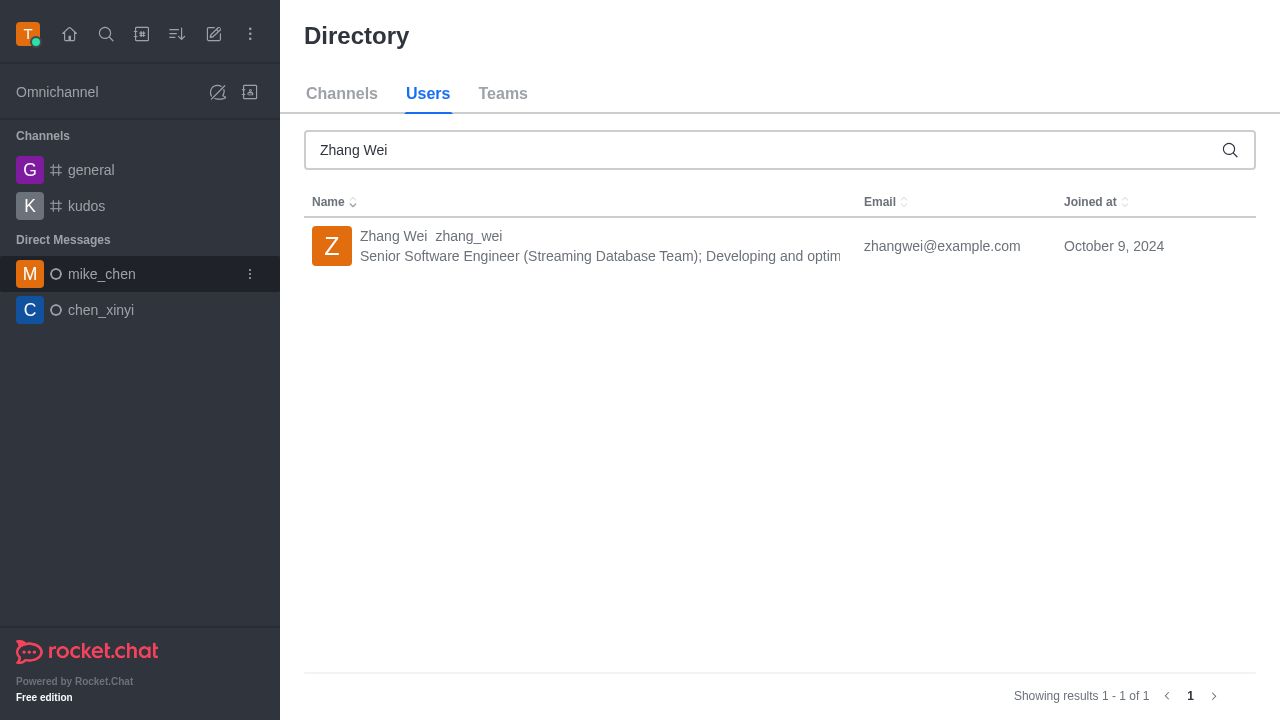 T
Directory
Omnichannel
Channels Users Teams
Channels
G general
K kudos
Direct Messages
M mike_chen
C chen_xinyi
Zhang Wei
Name Email Joined at
Z Zhang Wei zhang_wei
Senior Software Engineer (Streaming Database Team); Developing and optim
zhangwei@example.com October 9, 2024
rocket.chat
Powered by Rocket.Chat
Free edition
Showing results 1 - 1 of 1 1